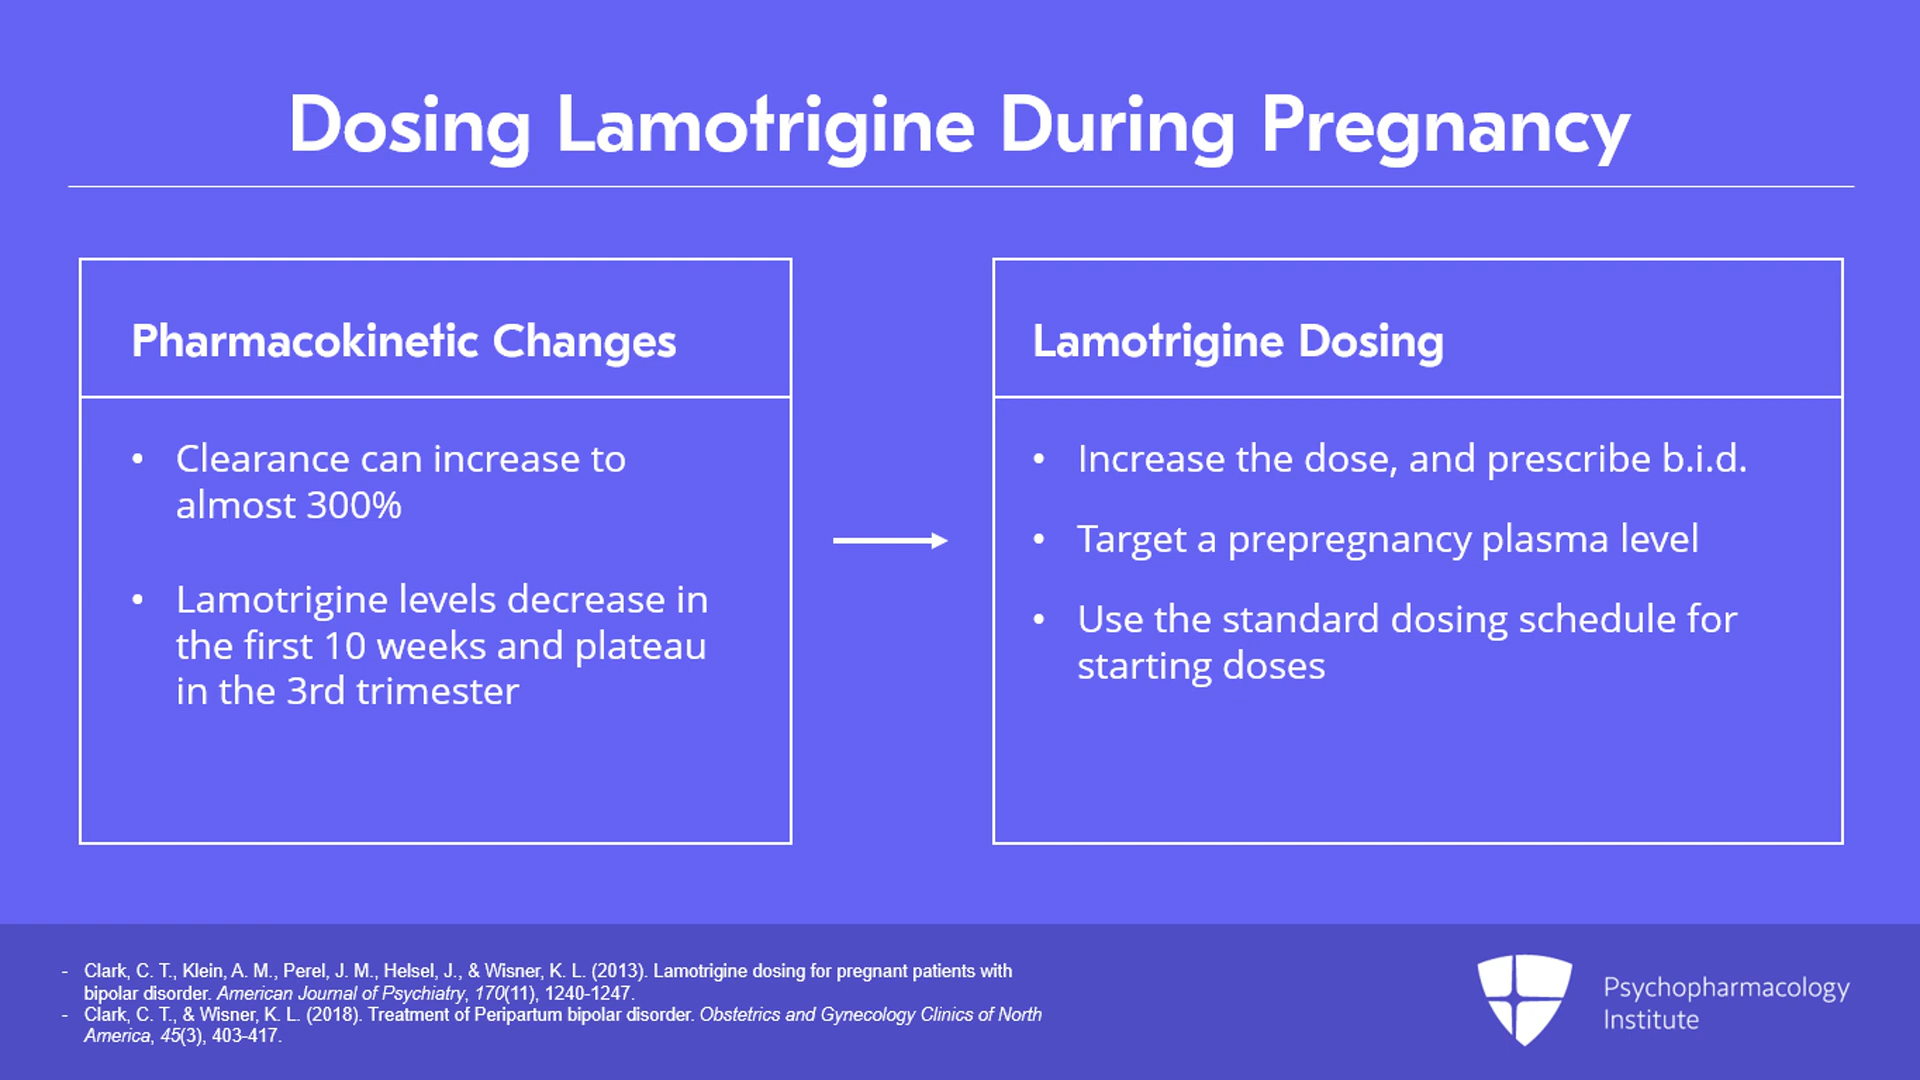 Dosing Lamotrigine During Pregnancy
Pharmacokinetic Changes
• Clearance can increase to
almost 300%
• Lamotrigine levels decrease in
the first 10 weeks and plateau
in the 3rd trimester
Lamotrigine Dosing
• Increase the dose, and prescribe b.i.d.
• Target a prepregnancy plasma level
• Use the standard dosing schedule for
starting doses
- Clark, C. T., Klein, A. M., Perel, J. M., Helsel, J., & Wisner, K. L. (2013). Lamotrigine dosing for pregnant patients with
bipolar disorder. American Journal of Psychiatry, 170(11), 1240-1247.
- Clark, C. T., & Wisner, K. L. (2018). Treatment of Peripartum bipolar disorder. Obstetrics and Gynecology Clinics of North
America, 45(3), 403-417.
Psychopharmacology
Institute